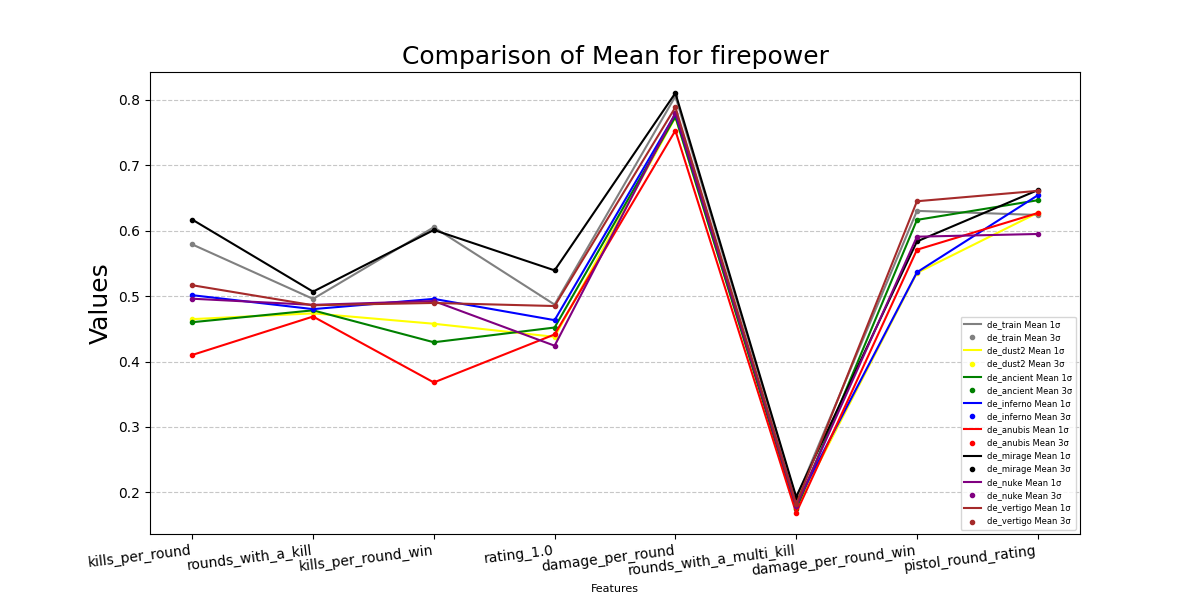 Comparison of Mean for firepower
Values
0.8
0.7
0.6
0.5
0.4
0.3
0.2
kills_per_round
rounds_with_a_kill
kills_per_round_win
rating_1.0
damage_per_round
rounds_with_a_multi_kill
damage_per_round_win
pistol_round_rating
Features
de_train Mean 1σ
de_train Mean 3σ
de_dust2 Mean 1σ
de_dust2 Mean 3σ
de_ancient Mean 1σ
de_ancient Mean 3σ
de_inferno Mean 1σ
de_inferno Mean 3σ
de_anubis Mean 1σ
de_anubis Mean 3σ
de_mirage Mean 1σ
de_mirage Mean 3σ
de_nuke Mean 1σ
de_nuke Mean 3σ
de_vertigo Mean 1σ
de_vertigo Mean 3σ